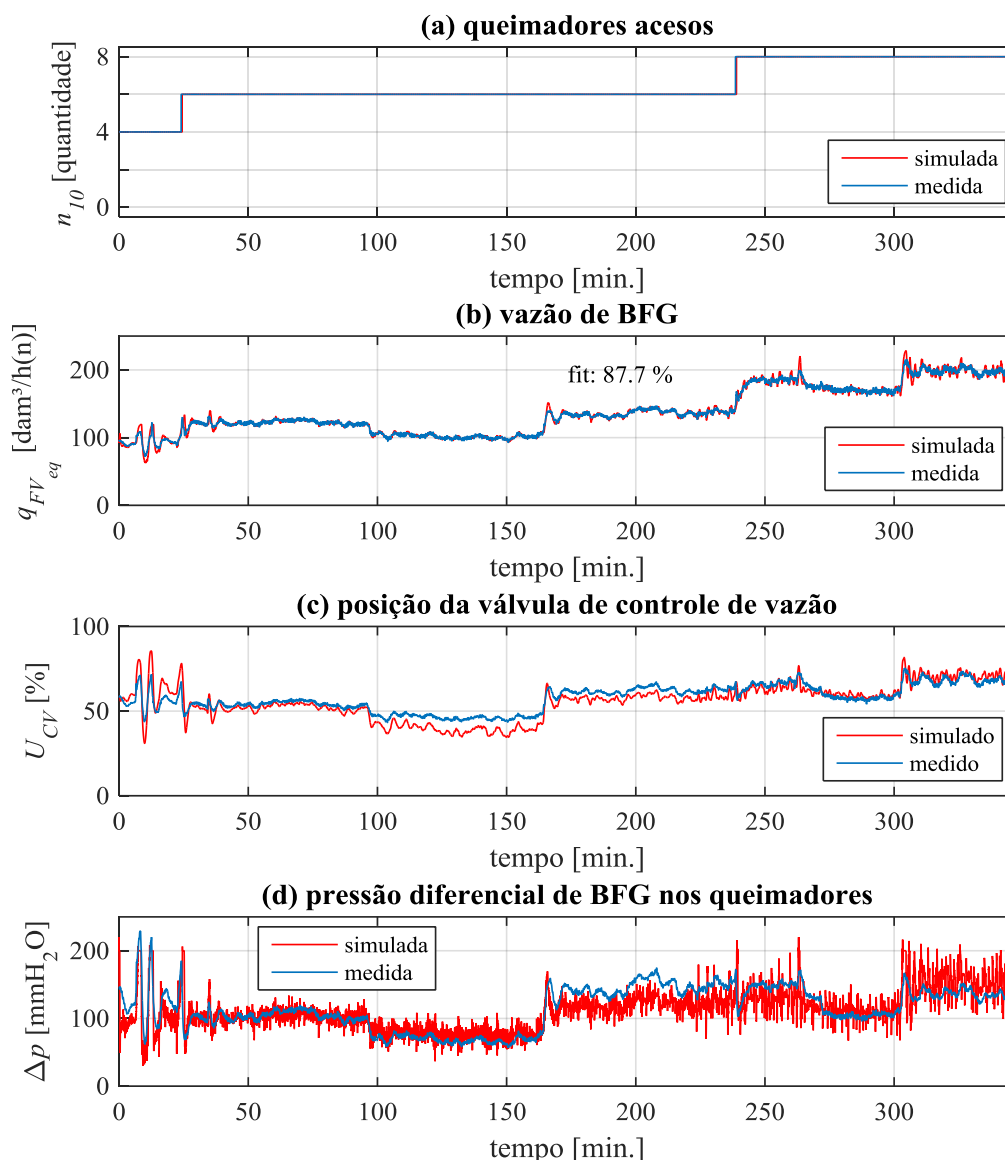 (a) queimadores acesos
n_10 [quantidade]
8
4
0
simulada
medida
0 50 100 150 200 250 300
tempo [min.]
(b) vazão de BFG
q_FV_eq [dam³/h(n)]
200
100
0
fit: 87.7 %
simulada
medida
0 50 100 150 200 250 300
tempo [min.]
(c) posição da válvula de controle de vazão
U_CV [%]
100
50
0
simulado
medido
0 50 100 150 200 250 300
tempo [min.]
(d) pressão diferencial de BFG nos queimadores
Δp [mmH₂O]
200
100
0
simulada
medida
0 50 100 150 200 250 300
tempo [min.]